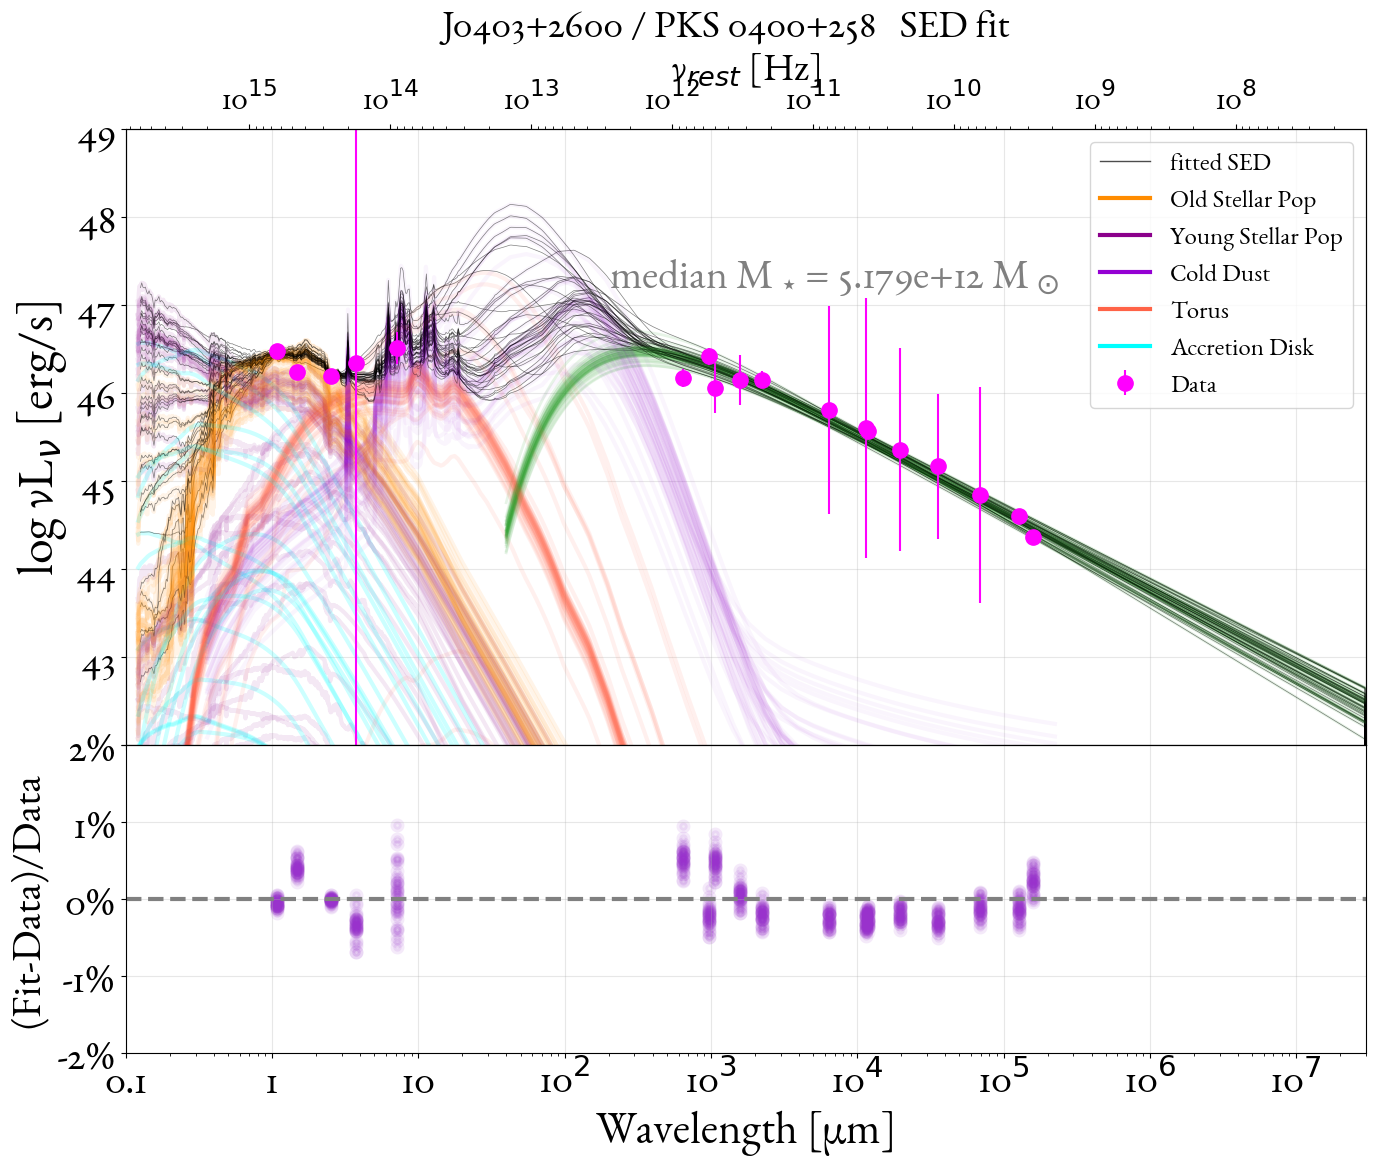 J0403+2600 / PKS 0400+258 SED fit
ν_rest [Hz]
10^15 10^14 10^13 10^12 10^11 10^10 10^9 10^8
49
fitted SED
Old Stellar Pop
48
Young Stellar Pop
Cold Dust
median M⋆ = 5.179e+12 M⊙
47
Torus
Accretion Disk
Data
46
log νLν [erg/s]
45
44
43
2%
1%
(Fit-Data)/Data
0%
-1%
-2%
0.1 1 10 10^2 10^3 10^4 10^5 10^6 10^7
Wavelength [μm]